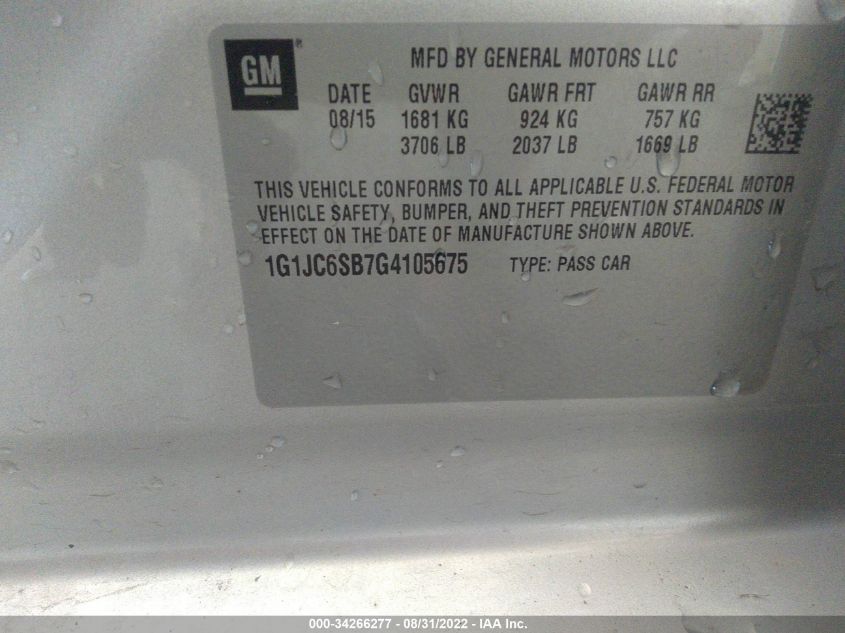 GM ®
MFD BY GENERAL MOTORS LLC
DATE GVWR GAWR FRT GAWR RR
08/15 1681 KG 924 KG 757 KG
3706 LB 2037 LB 1669 LB
THIS VEHICLE CONFORMS TO ALL APPLICABLE U.S. FEDERAL MOTOR
VEHICLE SAFETY, BUMPER, AND THEFT PREVENTION STANDARDS IN
EFFECT ON THE DATE OF MANUFACTURE SHOWN ABOVE.
1G1JC6SB7G4105675 TYPE: PASS CAR
000-34266277 - 08/31/2022 - IAA Inc.